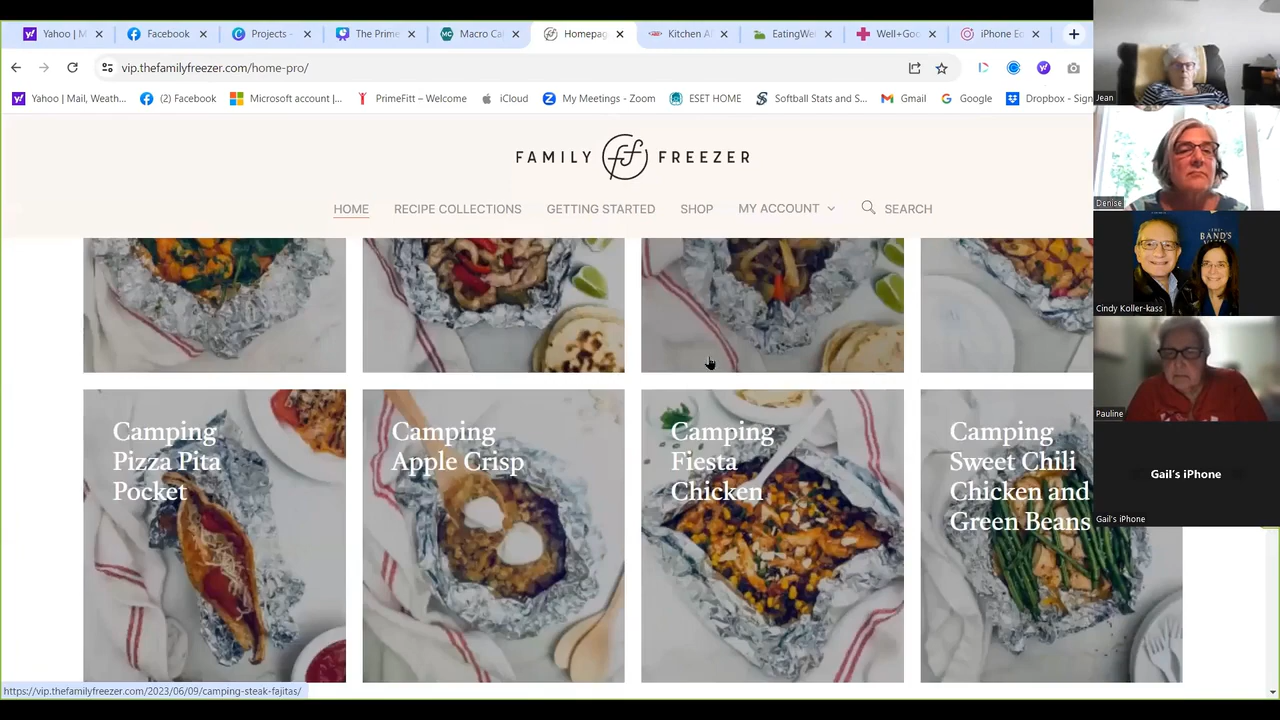 Yahoo | M
Facebook
Projects -
The Prime
Macro Ca
Homepag
Kitchen A
EatingWe
Well+Goo
iPhone Ec
vip.thefamilyfreezer.com/home-pro/
Yahoo | Mail, Weath...
(2) Facebook
Microsoft account |...
PrimaFitt – Welcome
iCloud
My Meetings - Zoom
ESET HOME
Softball Stats and S...
Gmail
Google
Dropbox - Sign
FAMILY ff FREEZER
HOME
RECIPE COLLECTIONS
GETTING STARTED
SHOP
MY ACCOUNT
SEARCH
Camping
Pizza Pita
Pocket
Camping
Apple Crisp
Camping
Fiesta
Chicken
Camping
Sweet Chili
Chicken and
Green Beans
https://vip.thefamilyfreezer.com/2023/06/09/camping-steak-fajitas/
Jean
Denise
BAND'S
Cindy Koller-kass
Pauline
Gail's iPhone
Gail's iPhone